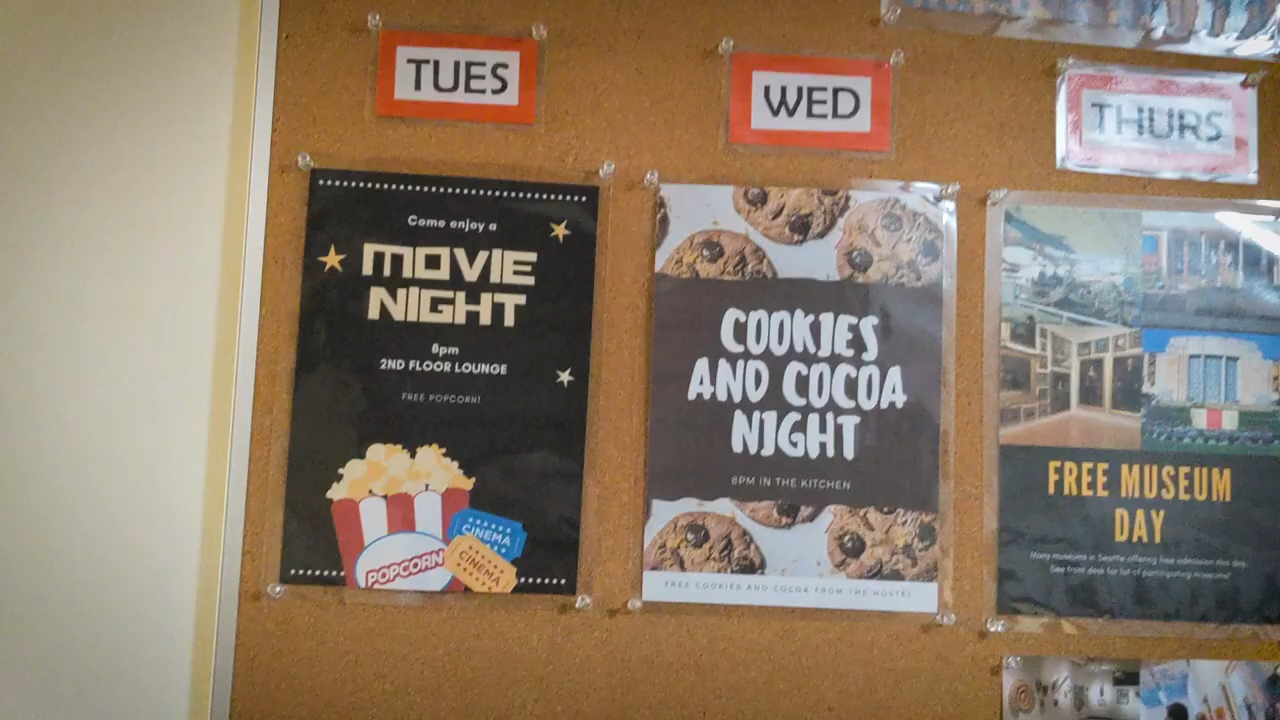 TUES
Come enjoy a
MOVIE
NIGHT
8pm
2ND FLOOR LOUNGE
FREE POPCORN!
POPCORN
CINEMA
CINEMA
WED
COOKIES
AND COCOA
NIGHT
8PM IN THE KITCHEN
FREE COOKIES AND COCOA FROM THE HOSTEL
THURS
FREE MUSEUM
DAY
Many museums in Seattle offering free admission this day.
See front desk for list of participating museums!